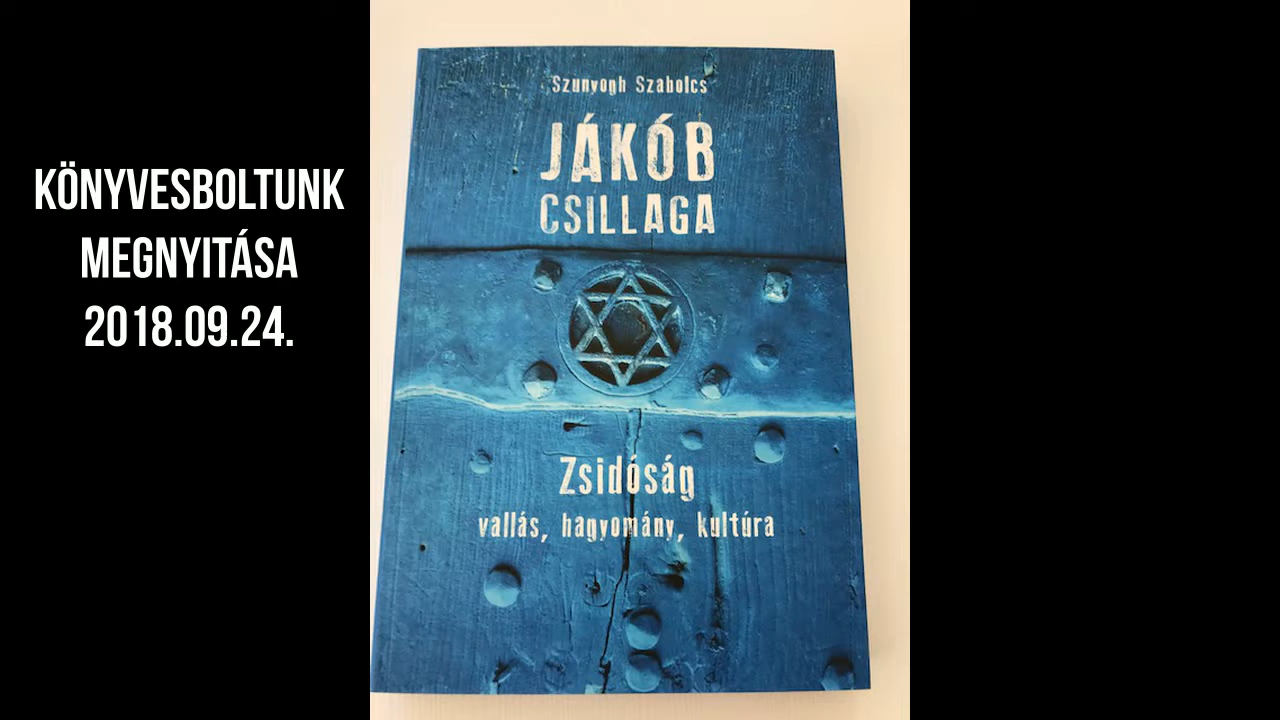 KÖNYVESBOLTUNK
MEGNYITÁSA
2018.09.24.
Szunyogh Szabolcs
JÁKÓB
CSILLAGA
Zsidóság
vallás, hagyomány, kultúra